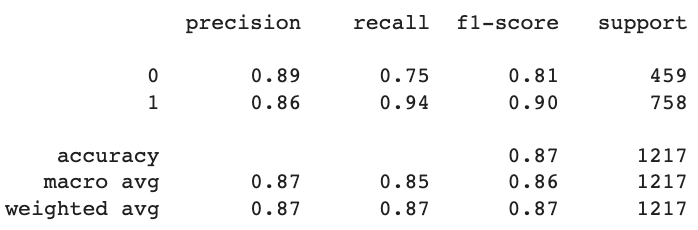 precision recall f1-score support
0 0.89 0.75 0.81 459
1 0.86 0.94 0.90 758
accuracy 0.87 1217
macro avg 0.87 0.85 0.86 1217
weighted avg 0.87 0.87 0.87 1217